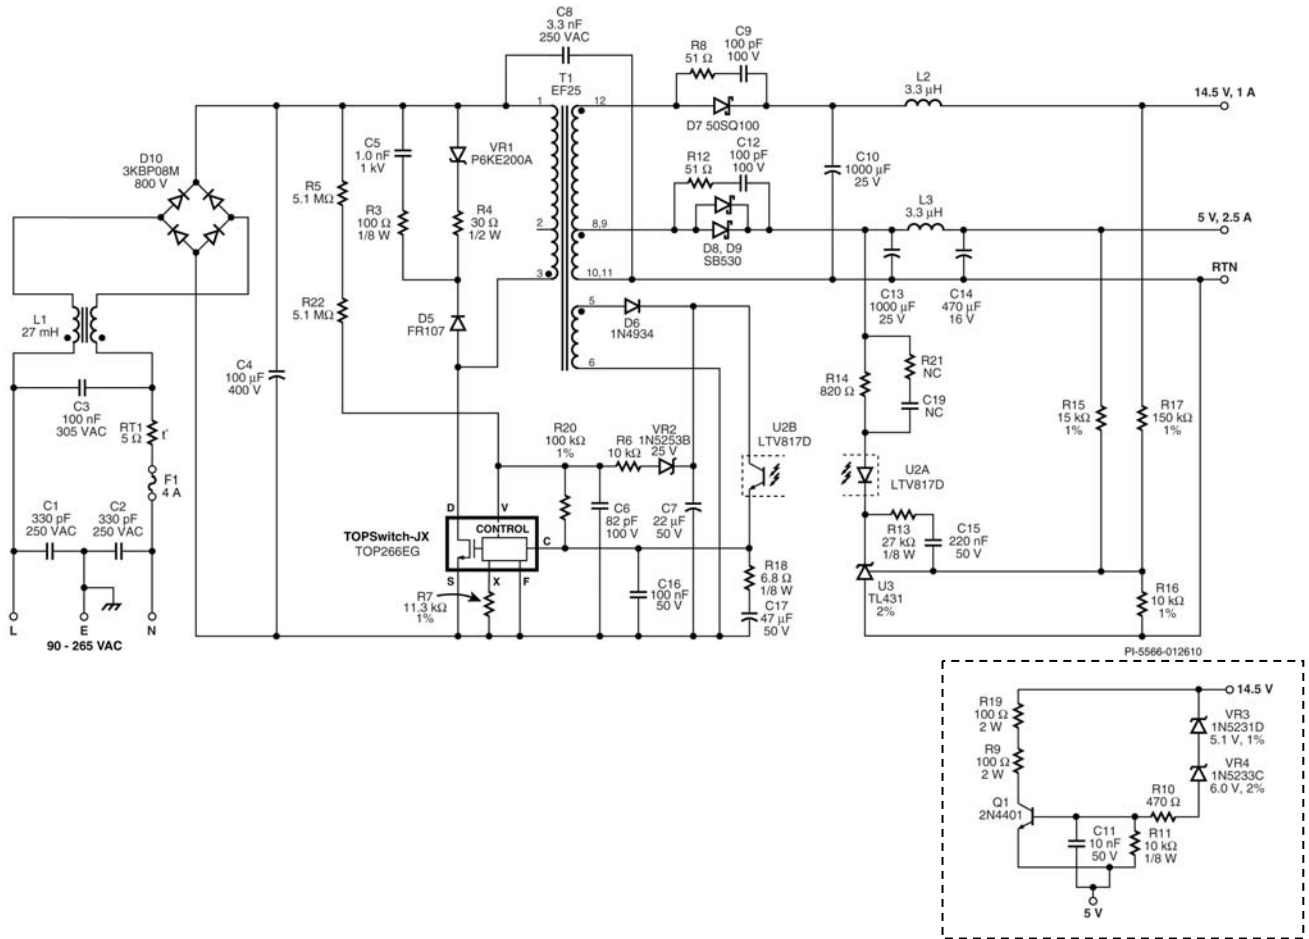 C8
3.3 nF
250 VAC
T1
EF25
R8
51 Ω
C9
100 pF
100 V
D7 50SQ100
L2
3.3 µH
14.5 V, 1 A
1
12
D10
3KBP08M
800 V
C5
1.0 nF
1 kV
VR1
P6KE200A
R5
5.1 MΩ
R3
100 Ω
1/8 W
R4
30 Ω
1/2 W
2
3
R12
51 Ω
C12
100 pF
100 V
C10
1000 µF
25 V
8,9
D8, D9
SB530
L3
3.3 µH
5 V, 2.5 A
10,11
RTN
L1
27 mH
R22
5.1 MΩ
D5
FR107
5
D6
1N4934
6
C13
1000 µF
25 V
C14
470 µF
16 V
C4
100 µF
400 V
C3
100 nF
305 VAC
RT1
5 Ω
t°
F1
4 A
R14
820 Ω
R21
NC
C19
NC
R15
15 kΩ
1%
R17
150 kΩ
1%
R20
100 kΩ
1%
R6
10 kΩ
VR2
1N5253B
25 V
U2B
LTV817D
U2A
LTV817D
C1
330 pF
250 VAC
C2
330 pF
250 VAC
D
V
TOPSwitch-JX
TOP266EG
CONTROL
C
S
X
F
C6
82 pF
100 V
C7
22 µF
50 V
R13
27 kΩ
1/8 W
C15
220 nF
50 V
R7
11.3 kΩ
1%
C16
100 nF
50 V
R18
6.8 Ω
1/8 W
C17
47 µF
50 V
U3
TL431
2%
R16
10 kΩ
1%
L
E
N
90 - 265 VAC
PI-5566-012610
14.5 V
R19
100 Ω
2 W
VR3
1N5231D
5.1 V, 1%
R9
100 Ω
2 W
VR4
1N5233C
6.0 V, 2%
Q1
2N4401
R10
470 Ω
C11
10 nF
50 V
R11
10 kΩ
1/8 W
5 V